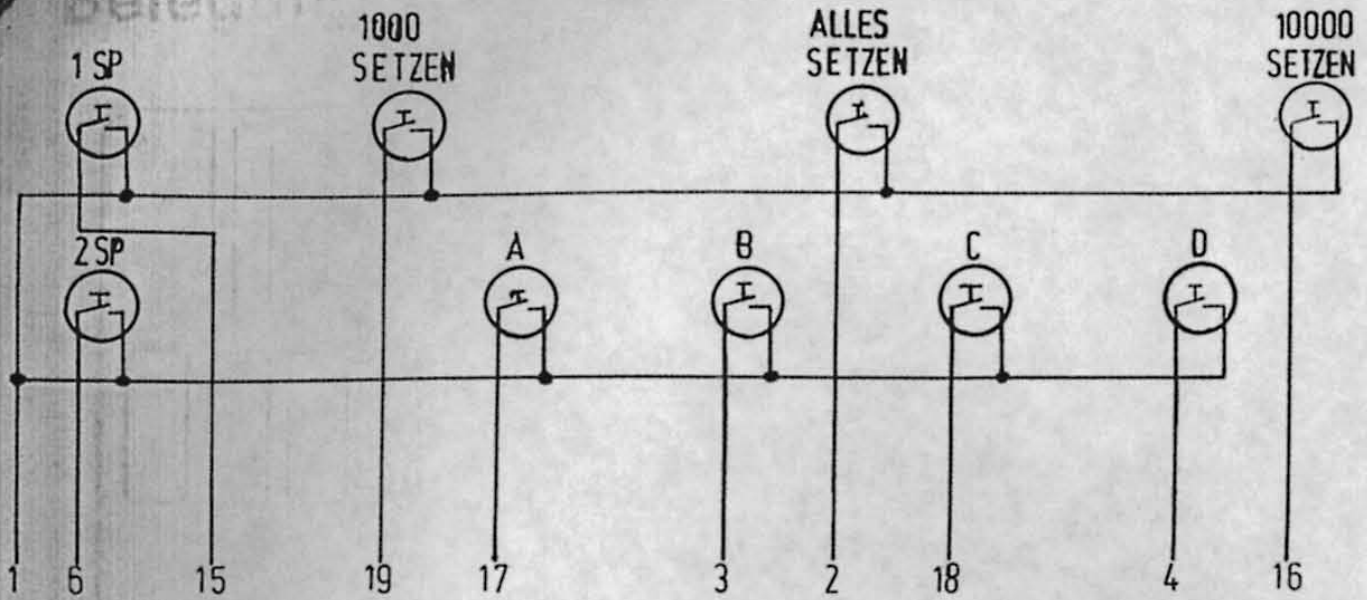 1 SP
1000
SETZEN
ALLES
SETZEN
10000
SETZEN
2 SP
A
B
C
D
1 6 15 19 17 3 2 18 4 16